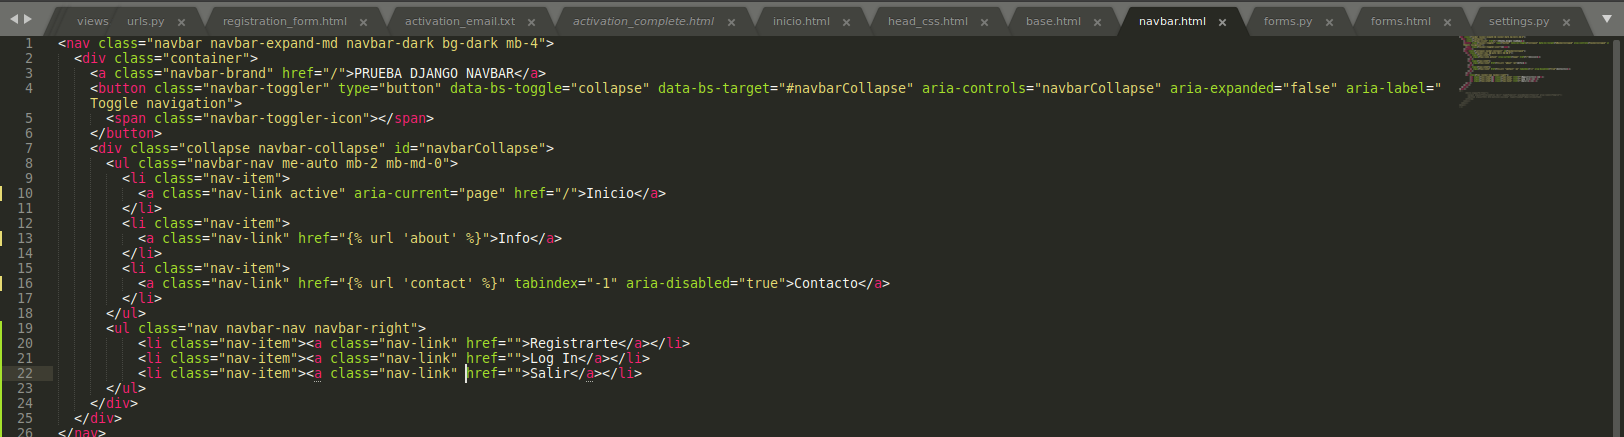 views urls.py × registration_form.html × activation_email.txt × activation_complete.html × inicio.html × head_css.html × base.html × navbar.html × forms.py × forms.html × settings.py ×
1 <nav class="navbar navbar-expand-md navbar-dark bg-dark mb-4">
2 <div class="container">
3 <a class="navbar-brand" href="/">PRUEBA DJANGO NAVBAR</a>
4 <button class="navbar-toggler" type="button" data-bs-toggle="collapse" data-bs-target="#navbarCollapse" aria-controls="navbarCollapse" aria-expanded="false" aria-label="
Toggle navigation">
5 <span class="navbar-toggler-icon"></span>
6 </button>
7 <div class="collapse navbar-collapse" id="navbarCollapse">
8 <ul class="navbar-nav me-auto mb-2 mb-md-0">
9 <li class="nav-item">
10 <a class="nav-link active" aria-current="page" href="/">Inicio</a>
11 </li>
12 <li class="nav-item">
13 <a class="nav-link" href="{% url 'about' %}">Info</a>
14 </li>
15 <li class="nav-item">
16 <a class="nav-link" href="{% url 'contact' %}" tabindex="-1" aria-disabled="true">Contacto</a>
17 </li>
18 </ul>
19 <ul class="nav navbar-nav navbar-right">
20 <li class="nav-item"><a class="nav-link" href="">Registrarte</a></li>
21 <li class="nav-item"><a class="nav-link" href="">Log In</a></li>
22 <li class="nav-item"><a class="nav-link" href="">Salir</a></li>
23 </ul>
24 </div>
25 </div>
26 </nav>